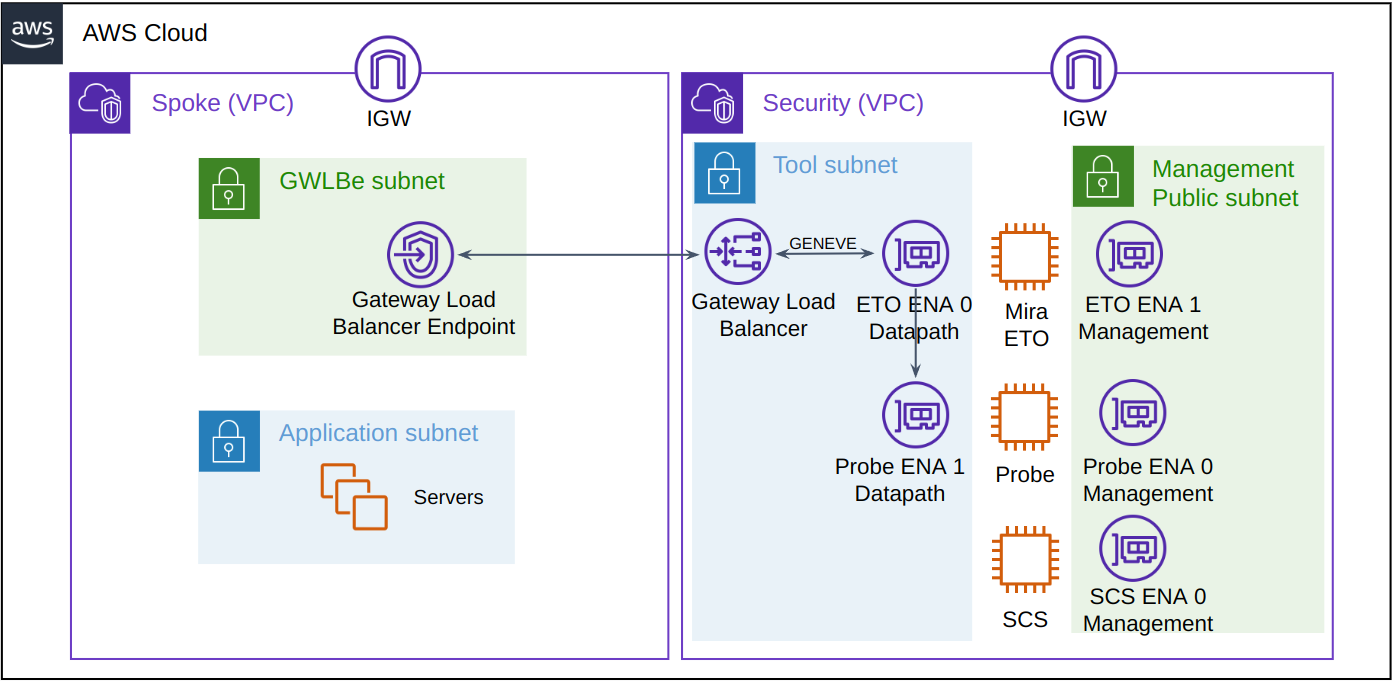 aws
AWS Cloud
IGW
Spoke (VPC)
GWLBe subnet
Gateway Load
Balancer Endpoint
Application subnet
Servers
IGW
Security (VPC)
Tool subnet
Gateway Load
Balancer
GENEVE
ETO ENA 0
Datapath
Probe ENA 1
Datapath
Mira
ETO
Probe
SCS
Management
Public subnet
ETO ENA 1
Management
Probe ENA 0
Management
SCS ENA 0
Management